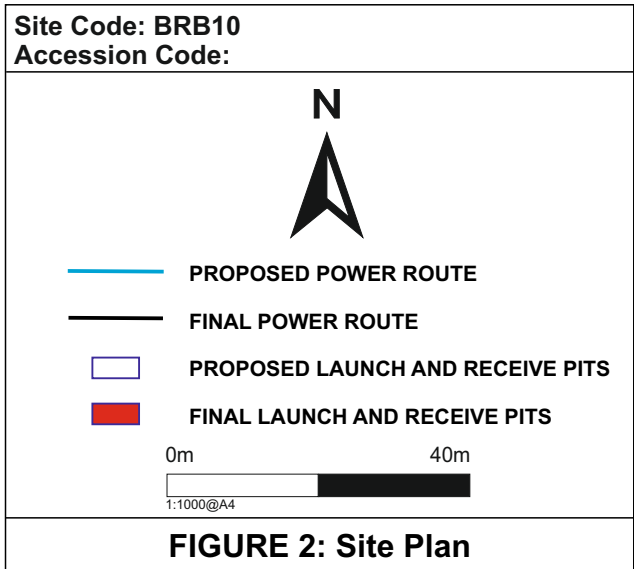 Site Code: BRB10
Accession Code:
N
PROPOSED POWER ROUTE
FINAL POWER ROUTE
PROPOSED LAUNCH AND RECEIVE PITS
FINAL LAUNCH AND RECEIVE PITS
0m 40m
1:1000@A4
FIGURE 2: Site Plan